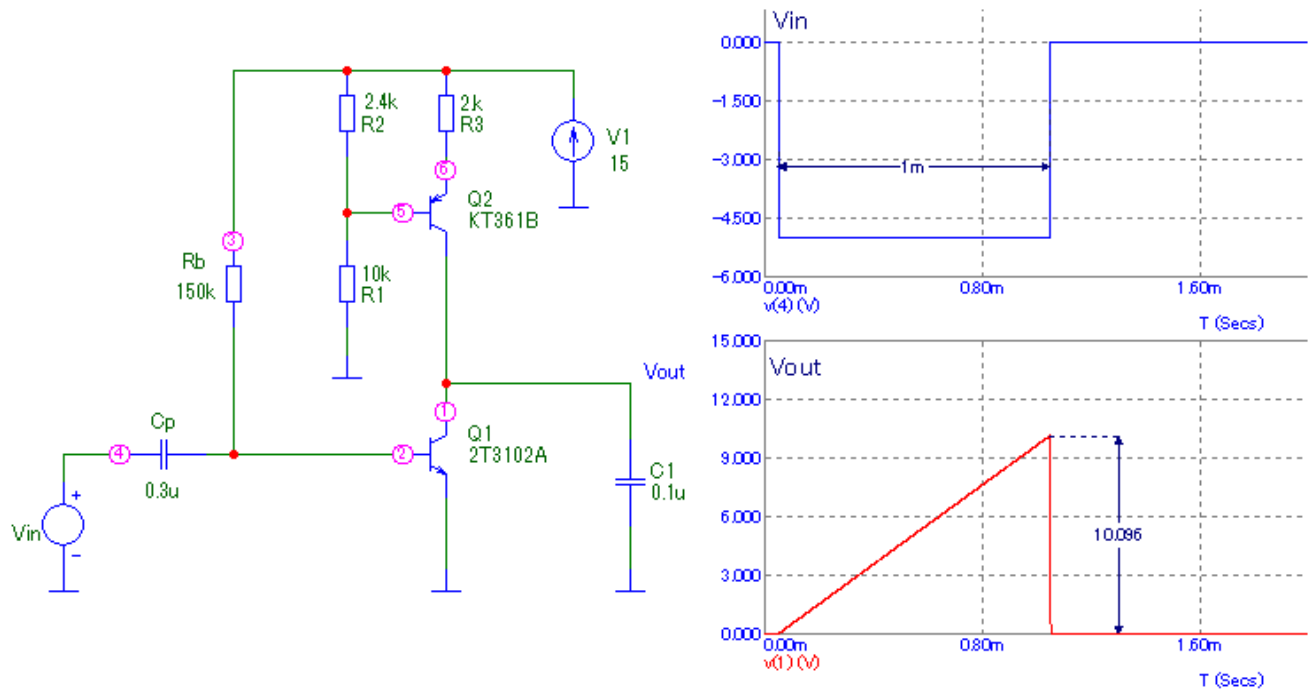 2.4k
R2
2k
R3
V1
15
6
5
Q2
KT361B
3
Rb
150k
10k
R1
Vout
1
Cp
4
2
Q1
2T3102A
0.3u
C1
0.1u
Vin
+
–
Vin
0.000
-1.500
-3.000
-4.500
-6.000
1m
0.00m
0.80m
1.60m
v(4) (V)
T (Secs)
15.000
Vout
12.000
9.000
6.000
3.000
0.000
10.096
0.00m
0.80m
1.60m
v(1) (V)
T (Secs)